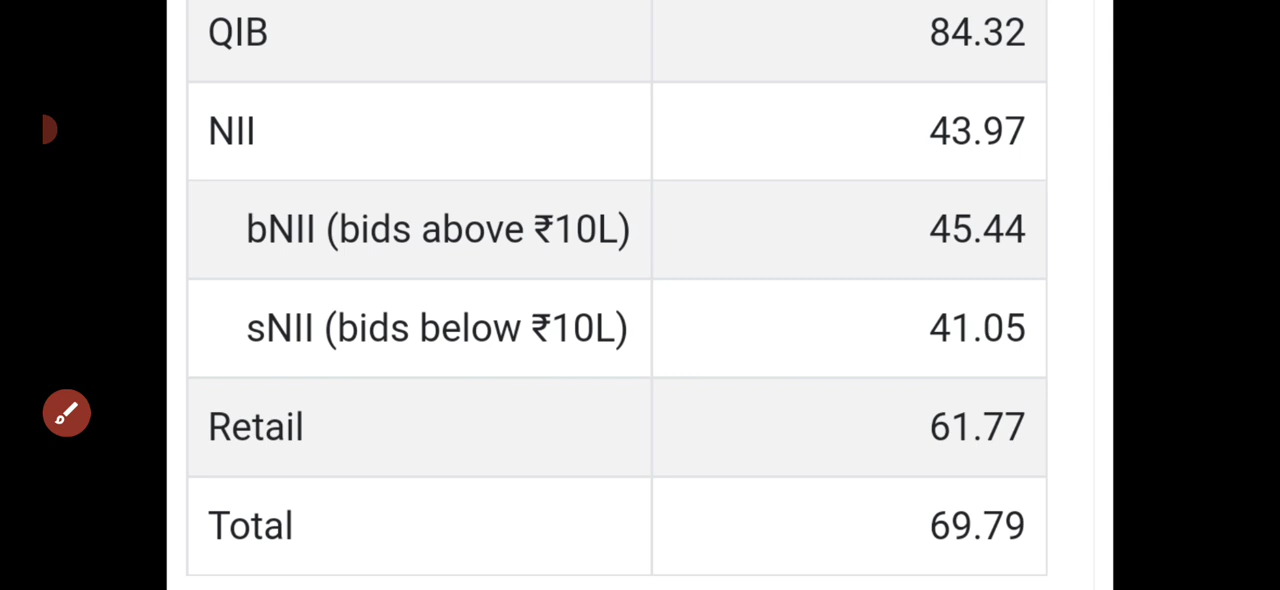 QIB 84.32
NII 43.97
bNII (bids above ₹10L) 45.44
sNII (bids below ₹10L) 41.05
Retail 61.77
Total 69.79